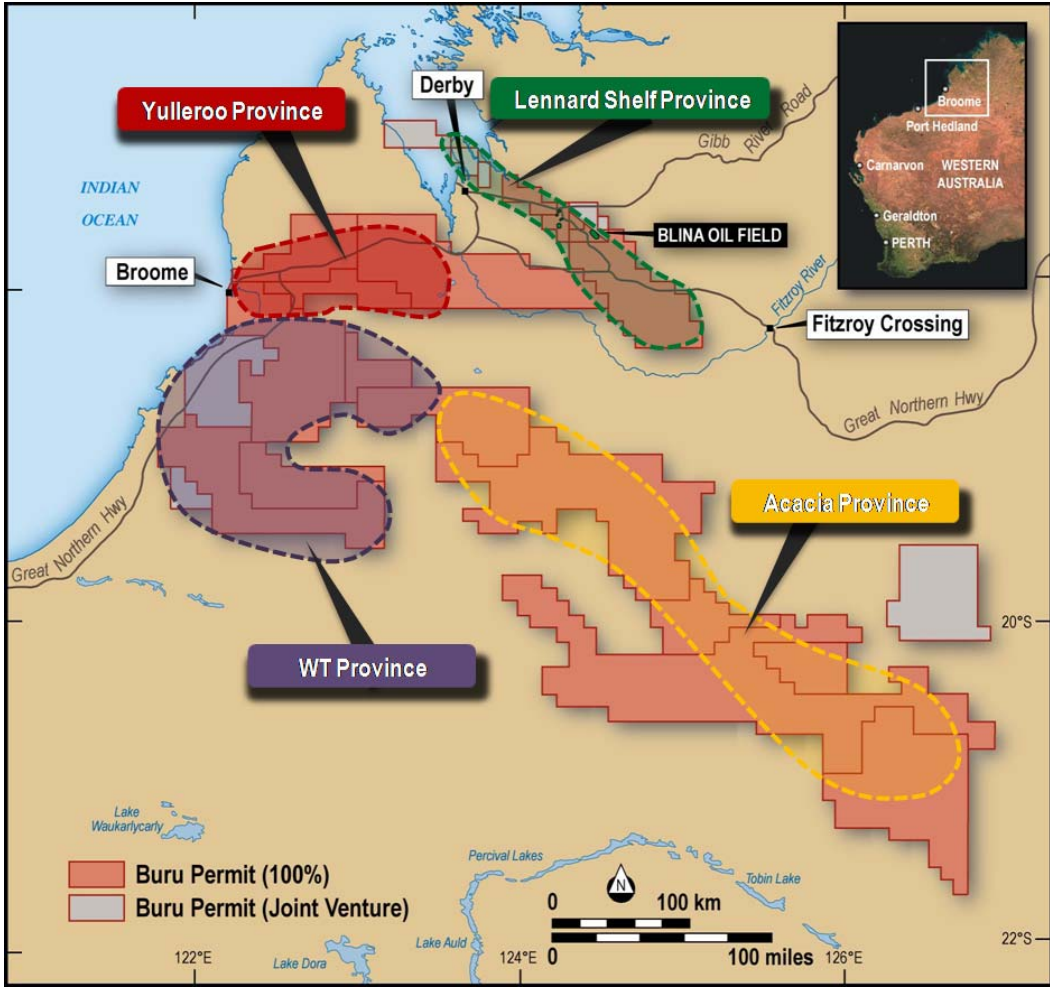 Derby
Lennard Shelf Province
Yulleroo Province
Gibb River Road
Broome
Port Hedland
Carnarvon
WESTERN
AUSTRALIA
Geraldton
PERTH
INDIAN
OCEAN
BLINA OIL FIELD
Broome
Fitzroy River
Fitzroy Crossing
Great Northern Hwy
Acacia Province
Great Northern Hwy
20°S
WT Province
Lake
Waukarlycarly
Percival Lakes
Tobin Lake
Buru Permit (100%)
Buru Permit (Joint Venture)
N
0 100 km
0 100 miles
Lake Auld
Lake Dora
22°S
122°E
124°E
126°E